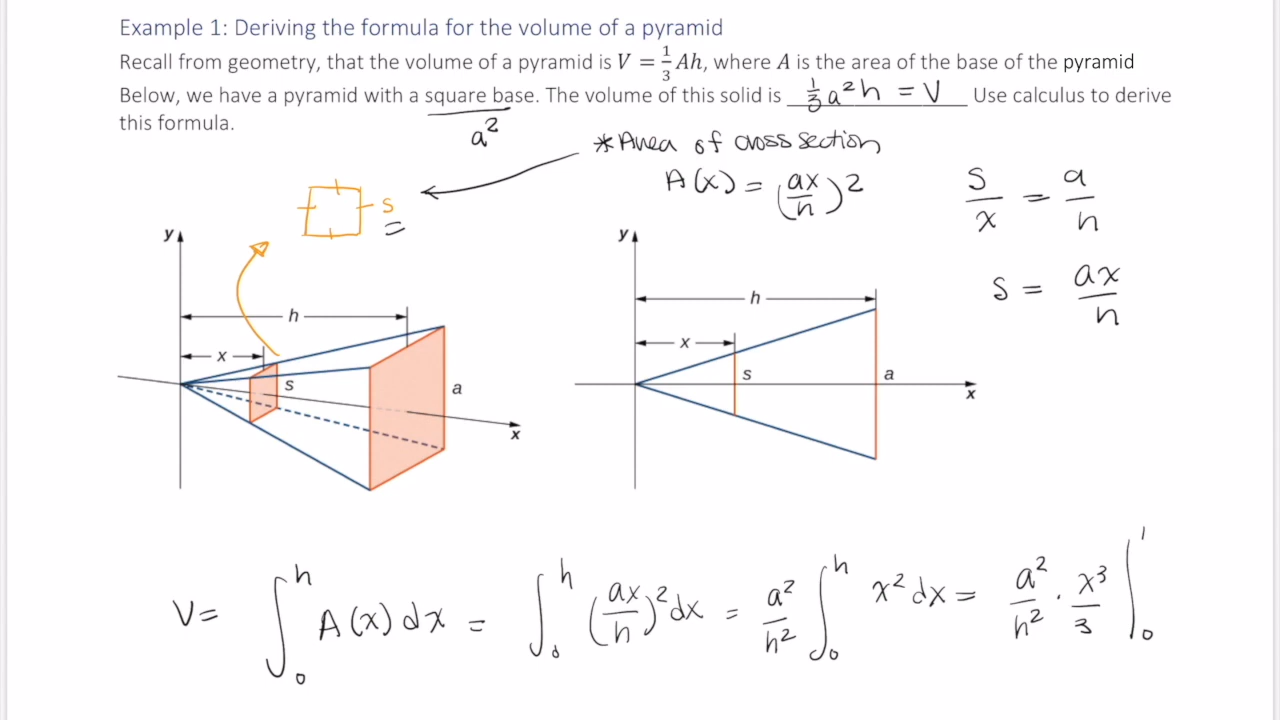 Example 1: Deriving the formula for the volume of a pyramid
Recall from geometry, that the volume of a pyramid is V = 1/3 Ah, where A is the area of the base of the pyramid
Below, we have a pyramid with a square base. The volume of this solid is 1/3 a²h = V Use calculus to derive
this formula.
a²
*Area of cross section
A(x) = (ax/h)²
s/x = a/h
s = ax/h
s
y
h
x
s
a
x
y
h
x
s
a
x
V= ∫₀ʰ A(x) dx = ∫₀ʰ (ax/h)² dx = a²/h² ∫₀ʰ x² dx = a²/h² · x³/3 |₀